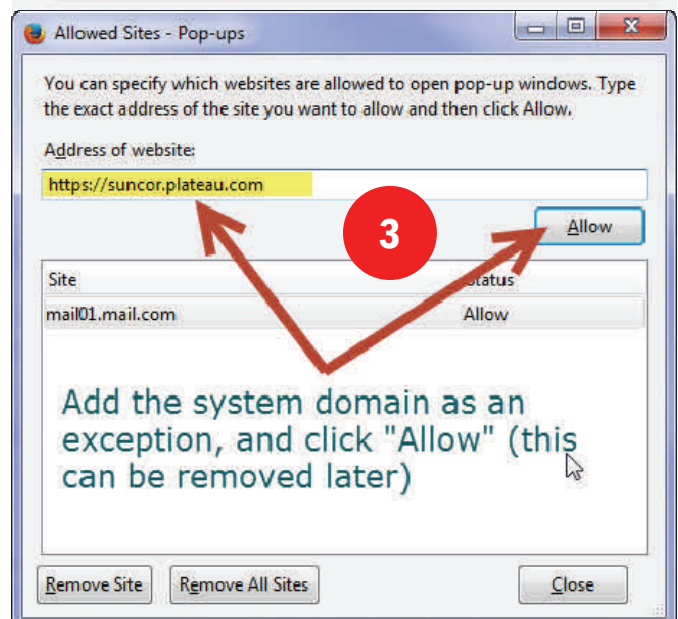 Allowed Sites - Pop-ups
You can specify which websites are allowed to open pop-up windows. Type
the exact address of the site you want to allow and then click Allow.
Address of website:
https://suncor.plateau.com
3
Allow
Site Status
mail01.mail.com Allow
Add the system domain as an
exception, and click "Allow" (this
can be removed later)
Remove Site Remove All Sites Close